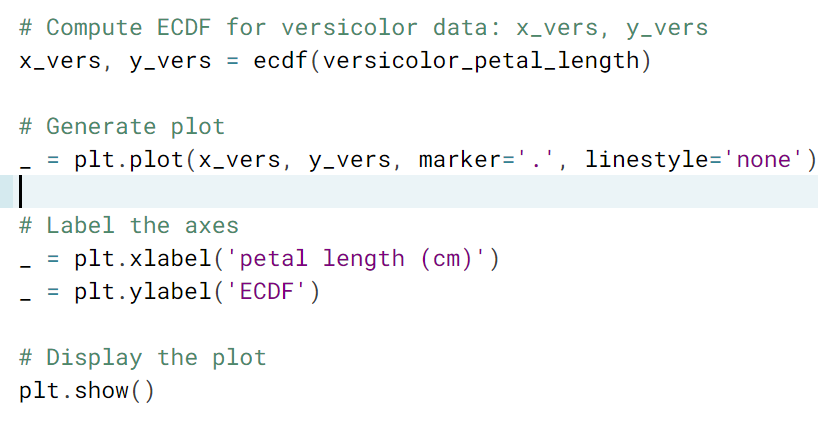 # Compute ECDF for versicolor data: x_vers, y_vers
x_vers, y_vers = ecdf(versicolor_petal_length)
# Generate plot
_ = plt.plot(x_vers, y_vers, marker='.', linestyle='none')
# Label the axes
_ = plt.xlabel('petal length (cm)')
_ = plt.ylabel('ECDF')
# Display the plot
plt.show()